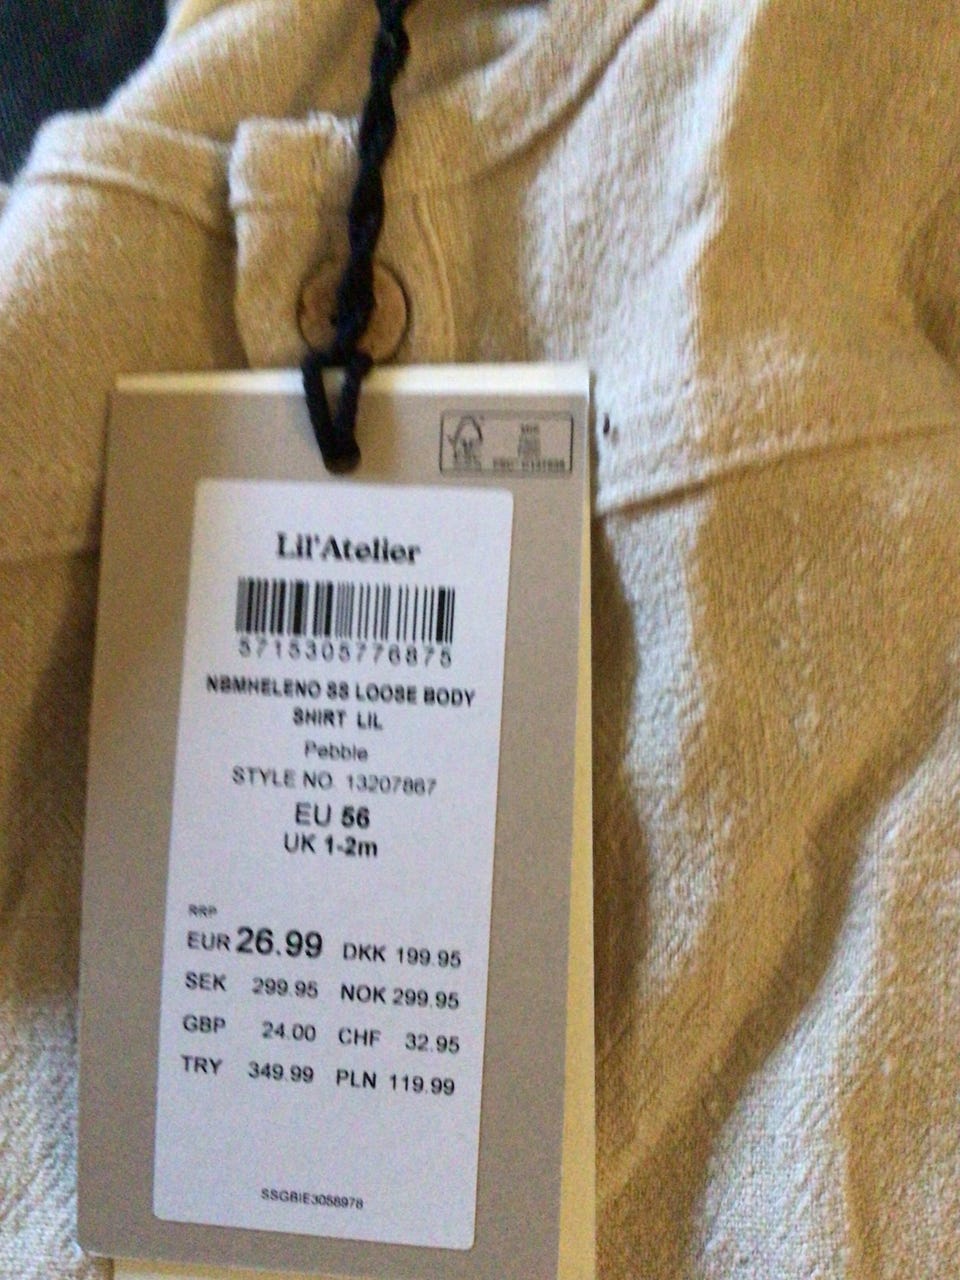 Lil'Atelier
5715305776875
NBMHELENO SS LOOSE BODY
SHIRT LIL
Pebble
STYLE NO 13207867
EU 56
UK 1-2m
RRP
EUR 26.99 DKK 199.95
SEK 299.95 NOK 299.95
GBP 24.00 CHF 32.95
TRY 349.99 PLN 119.99
SSGBIE3058978